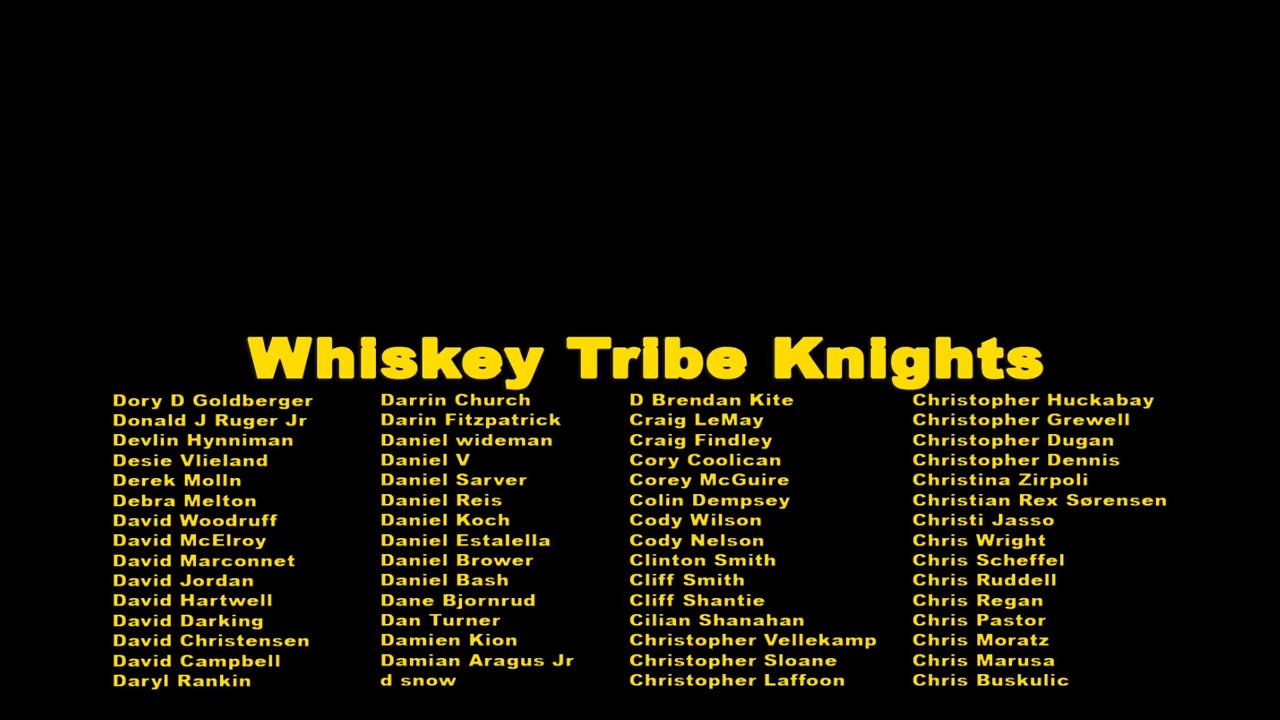 Whiskey Tribe Knights
Dory D Goldberger
Donald J Ruger Jr
Devlin Hynniman
Desie Vlieland
Derek Molln
Debra Melton
David Woodruff
David McElroy
David Marconnet
David Jordan
David Hartwell
David Darking
David Christensen
David Campbell
Daryl Rankin
Darrin Church
Darin Fitzpatrick
Daniel wideman
Daniel V
Daniel Sarver
Daniel Reis
Daniel Koch
Daniel Estalella
Daniel Brower
Daniel Bash
Dane Bjornrud
Dan Turner
Damien Kion
Damian Aragus Jr
d snow
D Brendan Kite
Craig LeMay
Craig Findley
Cory Coolican
Corey McGuire
Colin Dempsey
Cody Wilson
Cody Nelson
Clinton Smith
Cliff Smith
Cliff Shantie
Cilian Shanahan
Christopher Vellekamp
Christopher Sloane
Christopher Laffoon
Christopher Huckabay
Christopher Grewell
Christopher Dugan
Christopher Dennis
Christina Zirpoli
Christian Rex Sørensen
Christi Jasso
Chris Wright
Chris Scheffel
Chris Ruddell
Chris Regan
Chris Pastor
Chris Moratz
Chris Marusa
Chris Buskulic